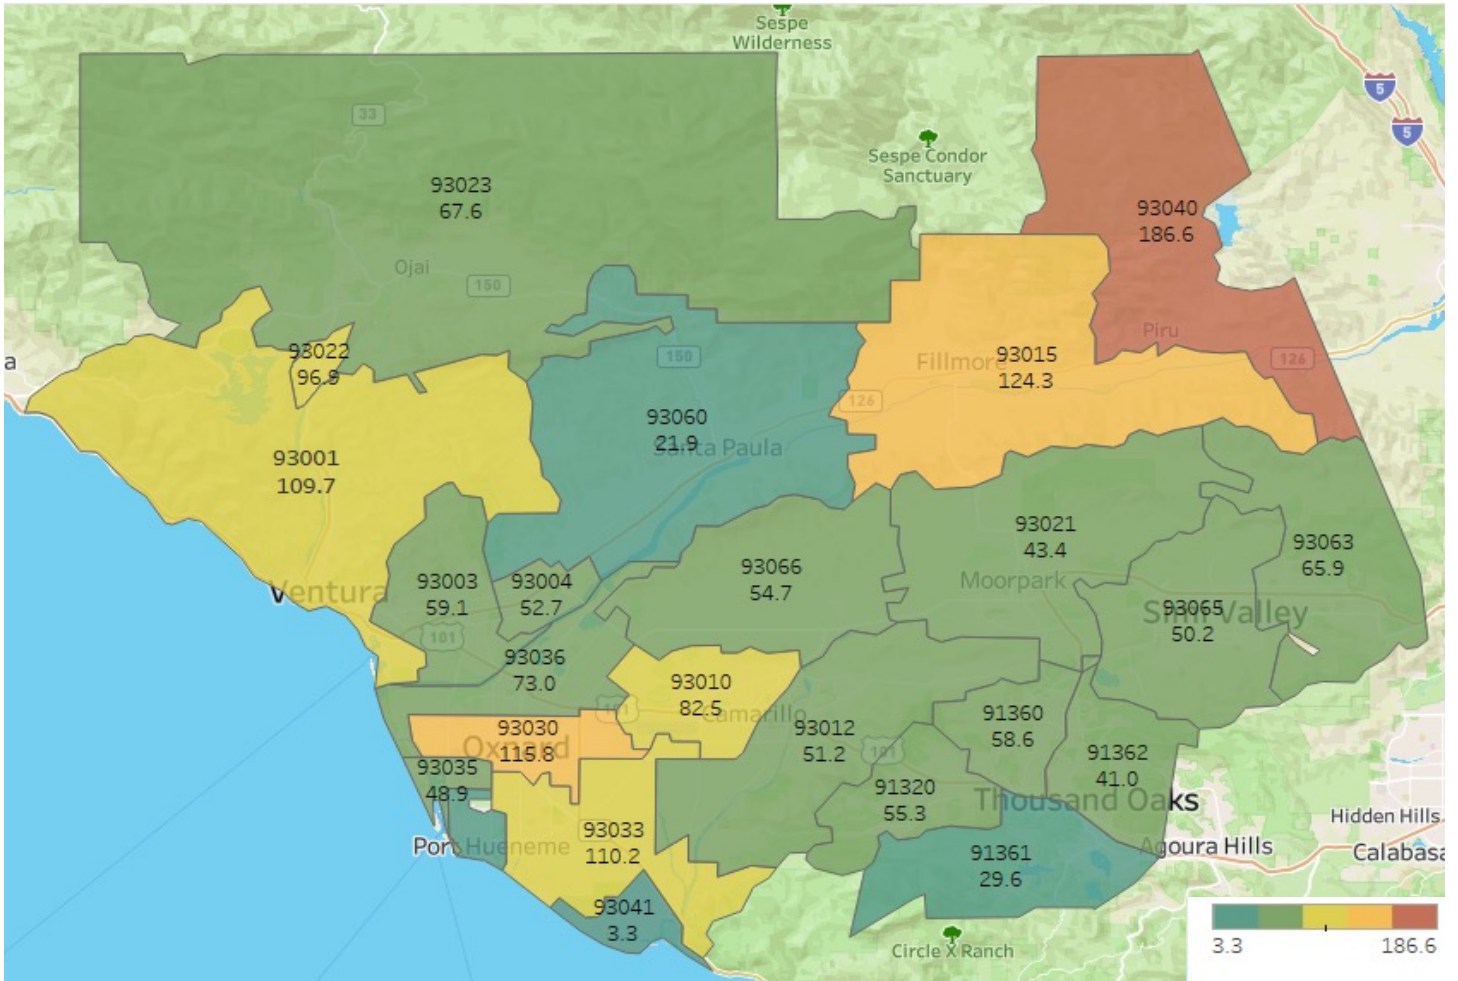 Sespe
Wilderness
5
33
5
Sespe Condor
Sanctuary
93023
67.6
93040
186.6
Ojai
150
Piru
93022
96.9
150
Fillmore
93015
124.3
126
a
126
93060
21.9
Santa Paula
93001
109.7
93021
43.4
93063
65.9
93066
54.7
Moorpark
93003
59.1
93004
52.7
Ventura
Simi Valley
93065
50.2
101
93036
73.0
93010
82.5
101
Camarillo
93012
51.2
101
91360
58.6
93030
Oxnard
91362
41.0
93035
48.9
91320
55.3
Thousand Oaks
Hidden Hills
93033
110.2
Port Hueneme
Agoura Hills
Calabasa
91361
29.6
93041
3.3
Circle X Ranch
3.3
186.6